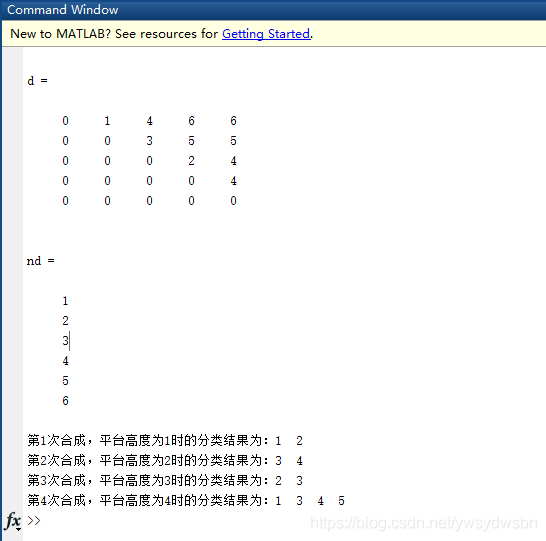 Command Window
New to MATLAB? See resources for Getting Started.
d =
0 1 4 6 6
0 0 3 5 5
0 0 0 2 4
0 0 0 0 4
0 0 0 0 0
nd =
1
2
3
4
5
6
第1次合成，平台高度为1时的分类结果为：1 2
第2次合成，平台高度为2时的分类结果为：3 4
第3次合成，平台高度为3时的分类结果为：2 3
第4次合成，平台高度为4时的分类结果为：1 3 4 5
fx >>
https://blog.csdn.net/ywsydwsbn